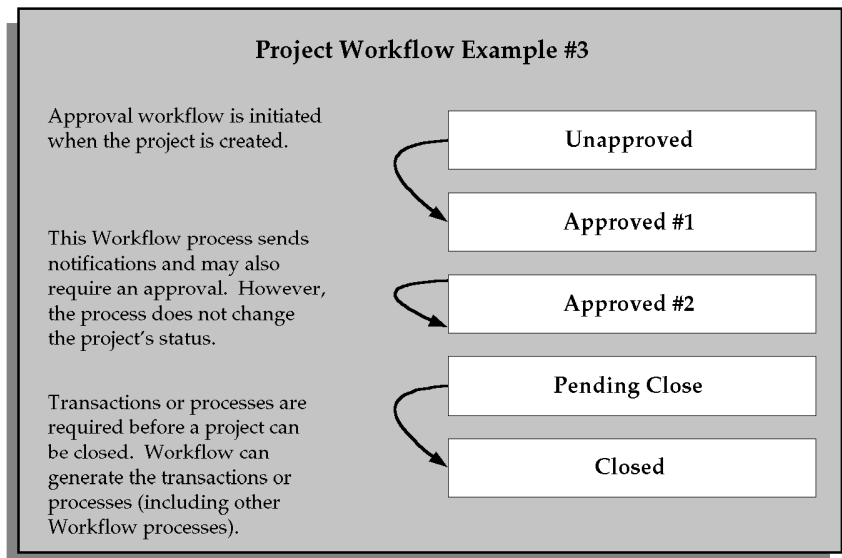 Project Workflow Example #3
Approval workflow is initiated
when the project is created.
Unapproved
Approved #1
This Workflow process sends
notifications and may also
require an approval.  However,
the process does not change
the project's status.
Approved #2
Pending Close
Transactions or processes are
required before a project can
be closed.  Workflow can
generate the transactions or
processes (including other
Workflow processes).
Closed